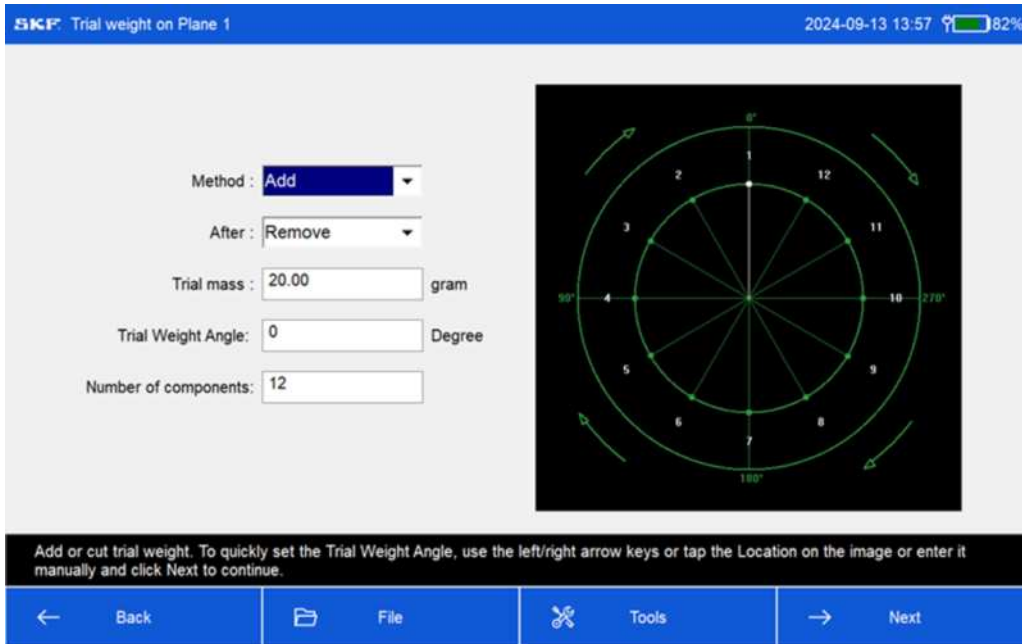 SKF. Trial weight on Plane 1
2024-09-13 13:57 82%
Method : Add
After : Remove
Trial mass : 20.00 gram
Trial Weight Angle: 0 Degree
Number of components: 12
0°
1
2
12
3
11
90°
4
10
270°
5
9
6
8
7
180°
Add or cut trial weight. To quickly set the Trial Weight Angle, use the left/right arrow keys or tap the Location on the image or enter it
manually and click Next to continue.
Back File Tools Next